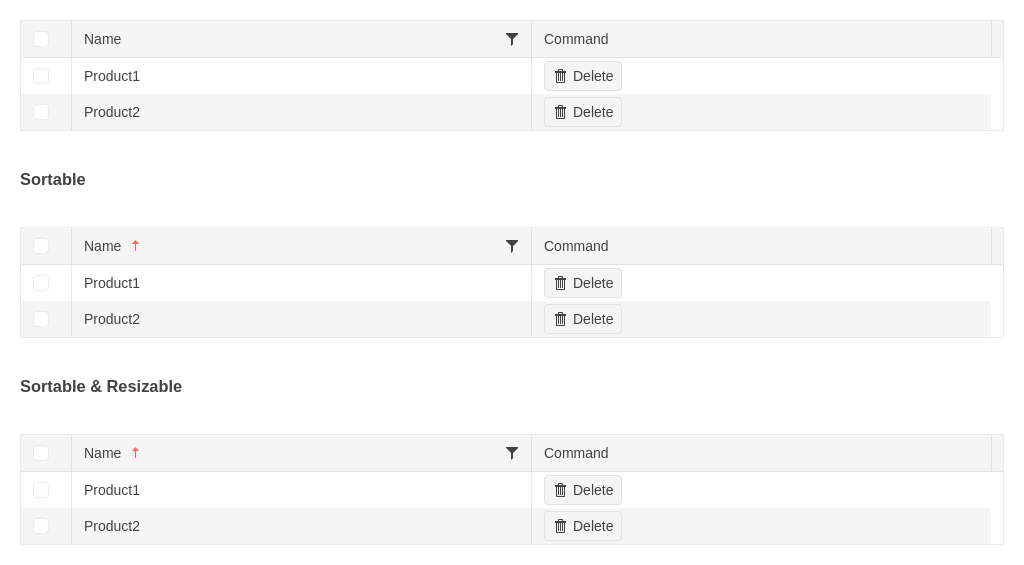 Name Command
Product1 Delete
Product2 Delete
Sortable
Name Command
Product1 Delete
Product2 Delete
Sortable & Resizable
Name Command
Product1 Delete
Product2 Delete